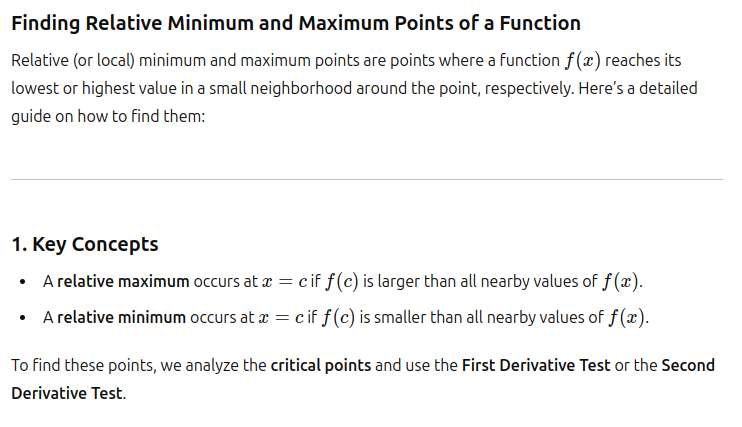 Finding Relative Minimum and Maximum Points of a Function
Relative (or local) minimum and maximum points are points where a function f(x) reaches its
lowest or highest value in a small neighborhood around the point, respectively. Here’s a detailed
guide on how to find them:
1. Key Concepts
• A relative maximum occurs at x = c if f(c) is larger than all nearby values of f(x).
• A relative minimum occurs at x = c if f(c) is smaller than all nearby values of f(x).
To find these points, we analyze the critical points and use the First Derivative Test or the Second
Derivative Test.